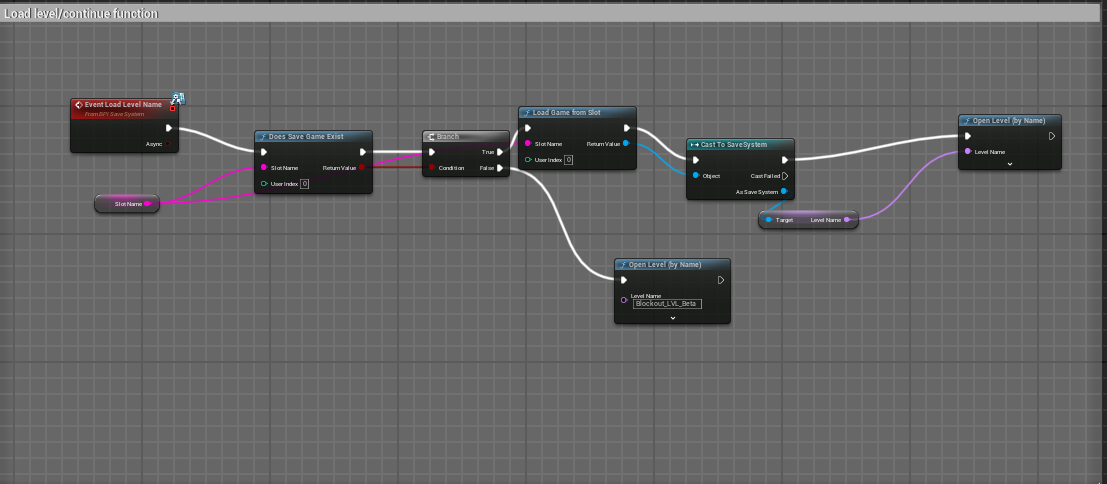 Load level/continue function
Event Load Level Name
From BPI Save System
Async
Slot Name
Does Save Game Exist
Slot Name
Return Value
User Index
0
Branch
True
Condition
False
Load Game from Slot
Slot Name
Return Value
User Index
0
Cast To SaveSystem
Object
Cast Failed
As Save System
Target
Level Name
Open Level (by Name)
Level Name
Open Level (by Name)
Level Name
Blockout_LVL_Beta